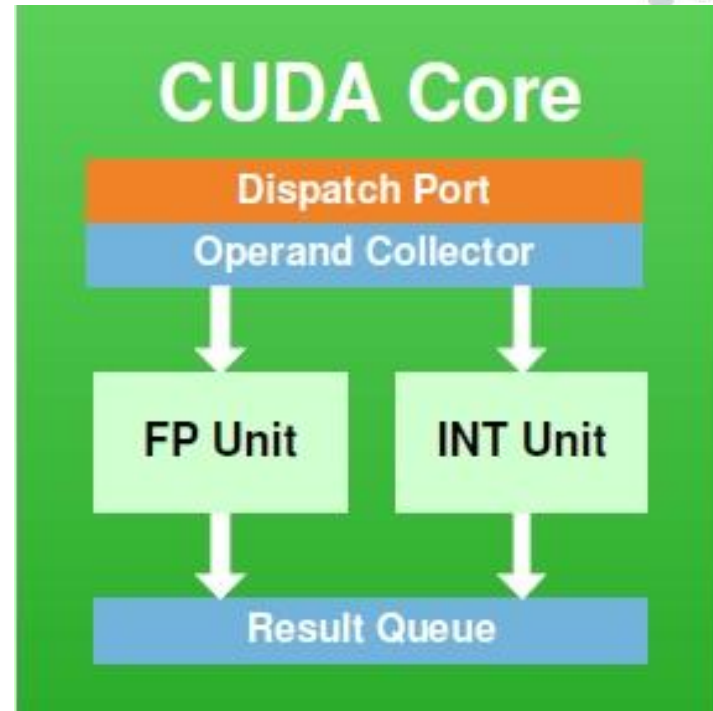 CUDA Core
Dispatch Port
Operand Collector
FP Unit
INT Unit
Result Queue